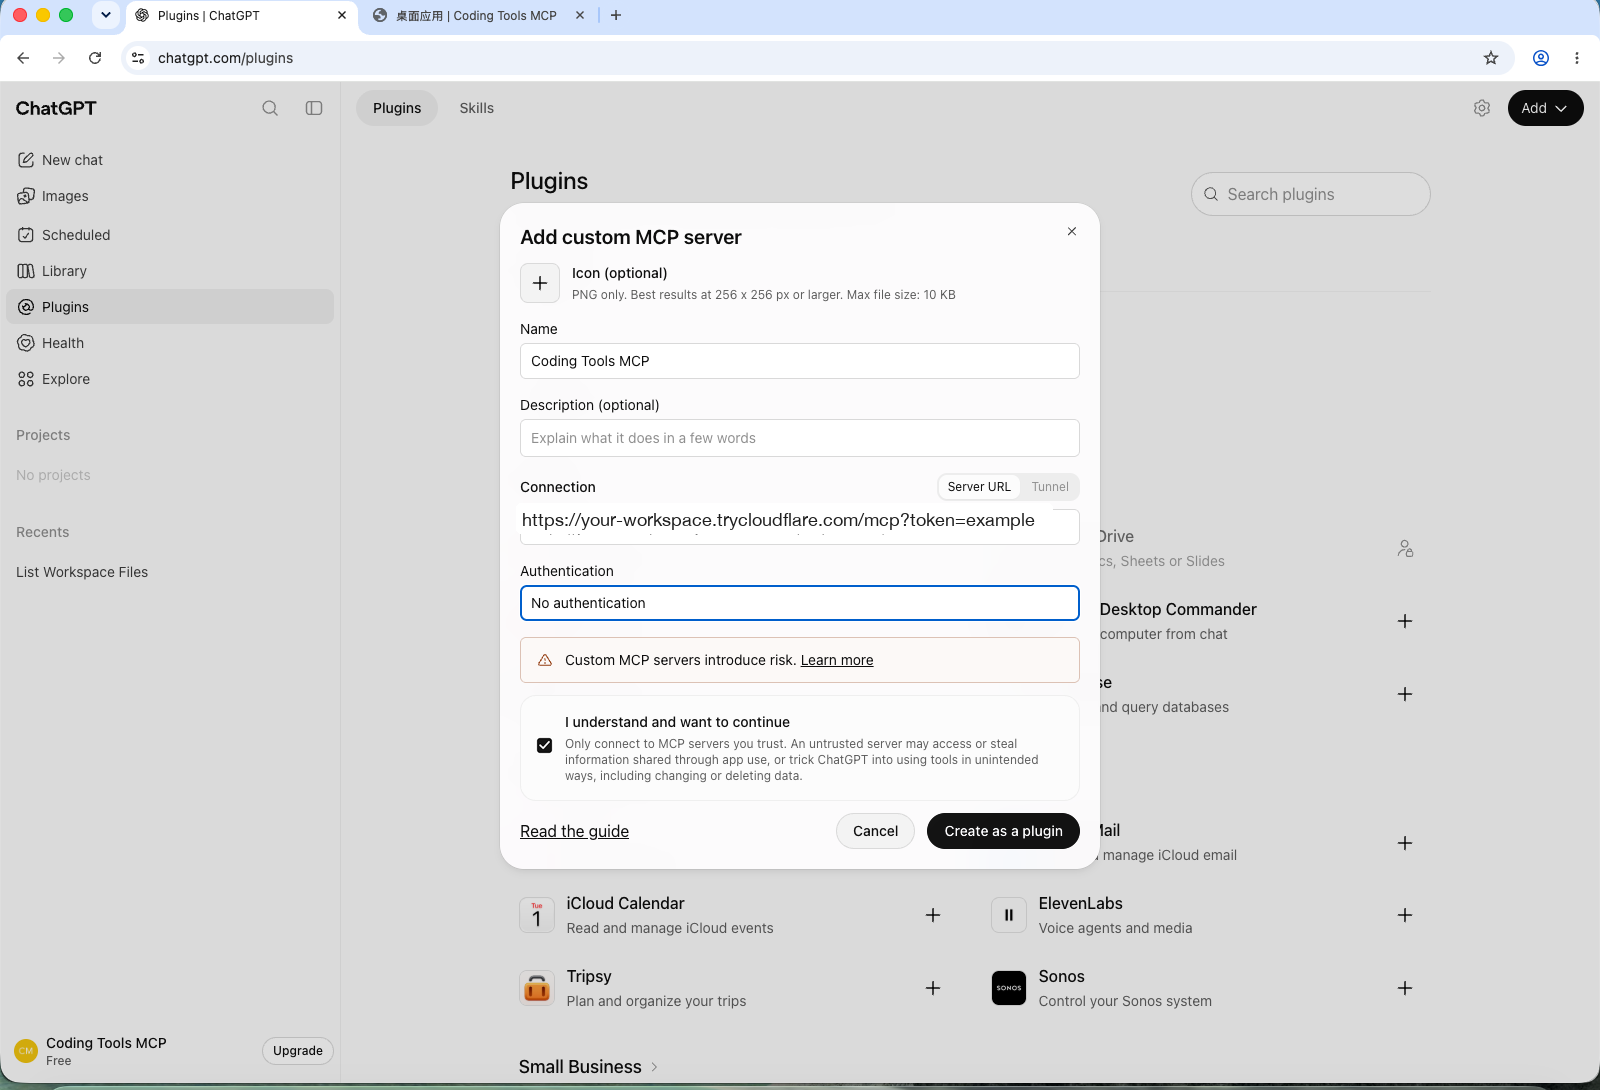 Plugins | ChatGPT
桌面应用 | Coding Tools MCP
chatgpt.com/plugins
ChatGPT
Plugins
Skills
Add
New chat
Images
Scheduled
Library
Plugins
Health
Explore
Projects
No projects
Recents
List Workspace Files
Coding Tools MCP
Free
CM
Upgrade
Plugins
Search plugins
Add custom MCP server
Icon (optional)
PNG only. Best results at 256 x 256 px or larger. Max file size: 10 KB
Name
Coding Tools MCP
Description (optional)
Explain what it does in a few words
Connection
Server URL
Tunnel
https://your-workspace.trycloudflare.com/mcp?token=example
Authentication
No authentication
Custom MCP servers introduce risk. Learn more
I understand and want to continue
Only connect to MCP servers you trust. An untrusted server may access or steal
information shared through app use, or trick ChatGPT into using tools in unintended
ways, including changing or deleting data.
Read the guide
Cancel
Create as a plugin
Drive
cs, Sheets or Slides
Desktop Commander
computer from chat
se
nd query databases
Mail
manage iCloud email
Tue
1
iCloud Calendar
Read and manage iCloud events
ElevenLabs
Voice agents and media
Tripsy
Plan and organize your trips
SONOS
Sonos
Control your Sonos system
Small Business